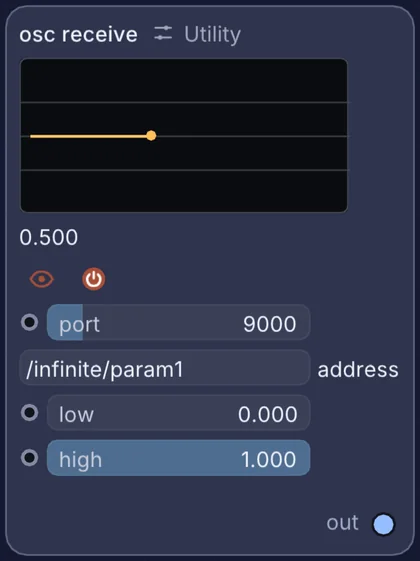 osc receive Utility
0.500
port 9000
/infinite/param1 address
low 0.000
high 1.000
out